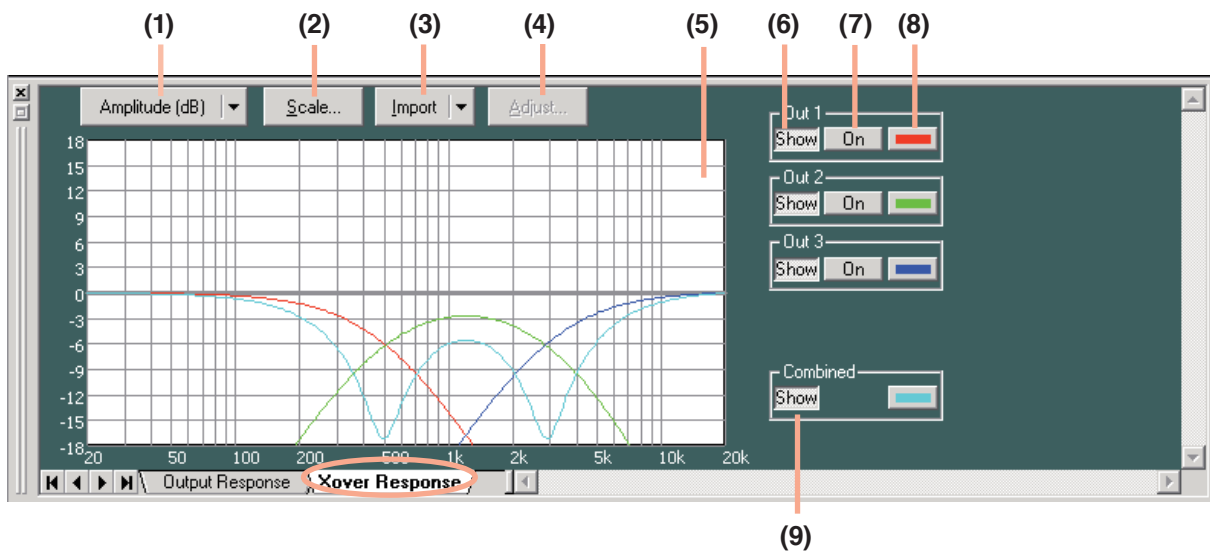 (1) (2) (3) (4) (5) (6) (7) (8)
Amplitude (dB) Scale... Import Adjust...
Out 1
Show On
Out 2
Show On
Out 3
Show On
Combined
Show
18
15
12
9
6
3
0
-3
-6
-9
-12
-15
-18
20 50 100 200 500 1k 2k 5k 10k 20k
Output Response Xover Response
(9)